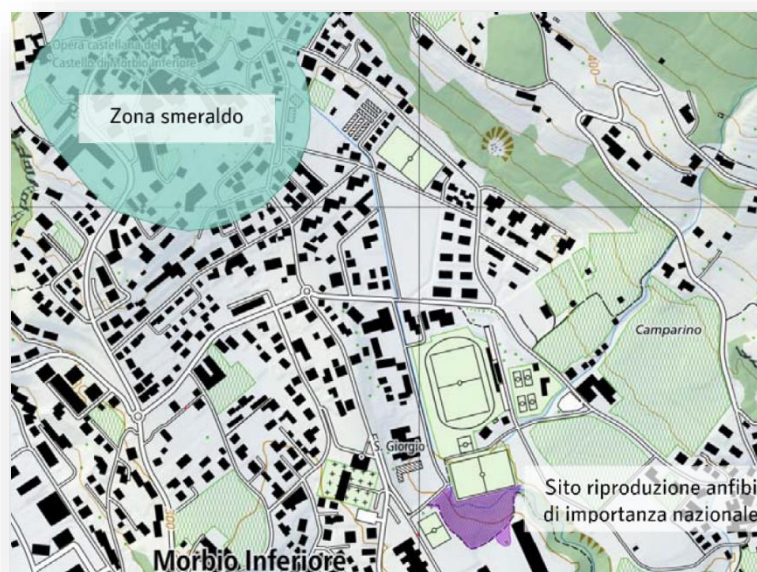 Opera castellana del
Castello di Morbio Inferiore
Zona smeraldo
400
Camparino
S. Giorgio
Sito riproduzione anfibi
di importanza nazionale
Morbio Inferiore